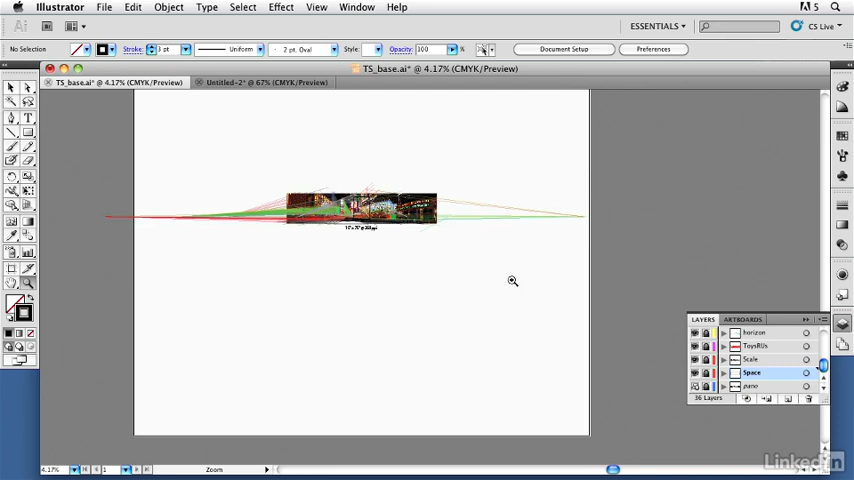 Illustrator File Edit Object Type Select Effect View Window Help
5
Ai ESSENTIALS CS Live
No Selection Stroke: 3 pt Uniform 2 pt. Oval Style: Opacity: 100 % Document Setup Preferences
TS_base.ai* @ 4.17% (CMYK/Preview)
TS_base.ai* @ 4.17% (CMYK/Preview) Untitled-2* @ 67% (CMYK/Preview)
LAYERS ARTBOARDS
horizon
ToysRUs
Scale
Space
pano
36 Layers
LinkedIn
4.17% 1 Zoom